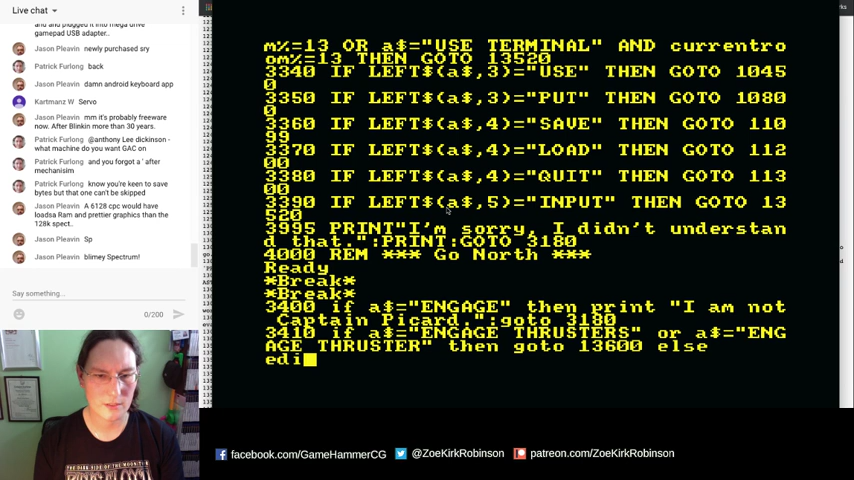 Live chat
and plugged it into mega drive
gamepad USB adapter..
Jason Pleavin newly purchased sry
Patrick Furlong back
Jason Pleavin damn android keyboard app
Kartmanz W Servo
Jason Pleavin mm it's probably freeware
now. After Blinkin more than 30 years.
Patrick Furlong @anthony Lee dickinson -
what machine do you want GAC on
Patrick Furlong and you forgot a ' after
mechanisim
Patrick Furlong know you're keen to save
bytes but that one can't be skipped
Jason Pleavin A 6128 cpc would have
loadsa Ram and prettier graphics than the
128k spect..
Jason Pleavin Sp
Jason Pleavin blimey Spectrum!
Say something...
0/200
m%=13 OR a$="USE TERMINAL" AND currentro
om%=13 THEN GOTO 13520
3340 IF LEFT$(a$,3)="USE" THEN GOTO 1045
0
3350 IF LEFT$(a$,3)="PUT" THEN GOTO 1080
0
3360 IF LEFT$(a$,4)="SAVE" THEN GOTO 110
99
3370 IF LEFT$(a$,4)="LOAD" THEN GOTO 112
00
3380 IF LEFT$(a$,4)="QUIT" THEN GOTO 113
00
3390 IF LEFT$(a$,5)="INPUT" THEN GOTO 13
520
3995 PRINT"I'm sorry, I didn't understan
d that.":PRINT:GOTO 3180
4000 REM *** Go North ***
Ready
*Break*
*Break*
3400 if a$="ENGAGE" then print "I am not
Captain Picard.":goto 3180
3410 if a$="ENGAGE THRUSTERS" or a$="ENG
AGE THRUSTER" then goto 13600 else
edi
facebook.com/GameHammerCG @ZoeKirkRobinson patreon.com/ZoeKirkRobinson